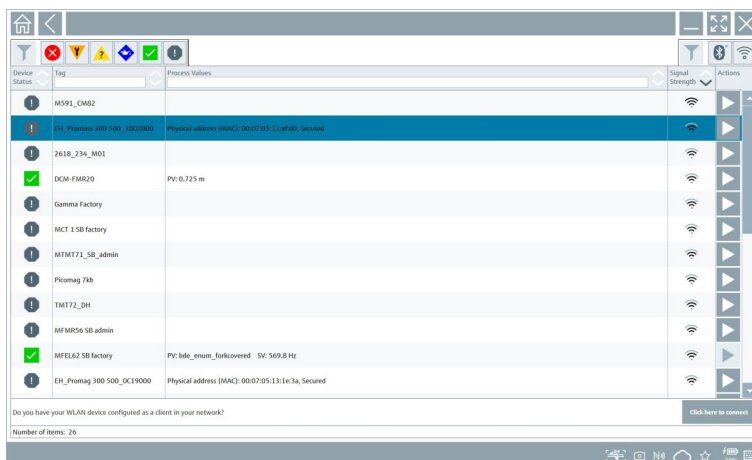 Device Status
Tag
Process Values
Signal Strength
Actions
M591_CM82
EH_Promass 300 500_1002000 Physical address (MAC): 00:07:05:11:af:d0, Secured
2618_234_M01
DCM-FMR20 PV: 0.725 m
Gamma Factory
MCT 1 SB factory
MTMT71_SB_admin
Picomag 7kb
TMT72_DH
MFMR56 SB admin
MFEL62 SB factory PV: bde_enum_forkcovered SV: 569.8 Hz
EH_Promag 300 500_0C19000 Physical address (MAC): 00:07:05:13:1e:3a, Secured
Do you have your WLAN device configured as a client in your network? Click here to connect
Number of items: 26